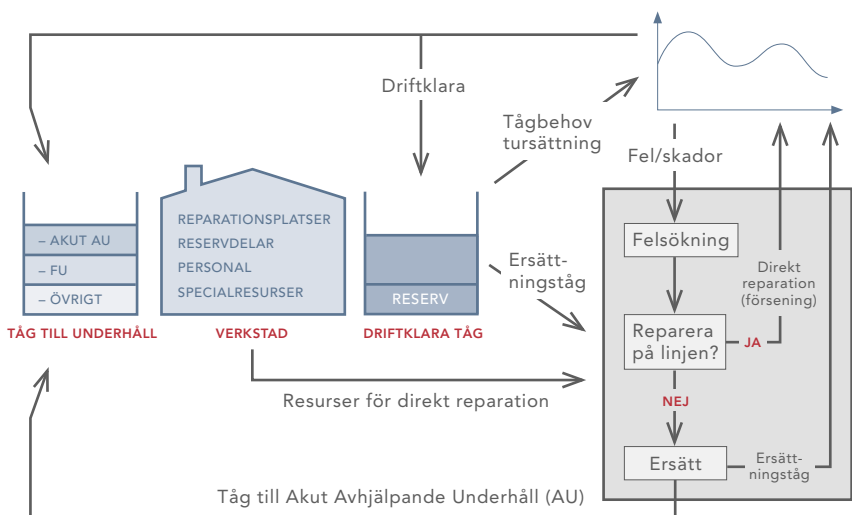 Driftklara
Tågbehov
tursättning
Fel/skador
– AKUT AU
– FU
– ÖVRIGT
TÅG TILL UNDERHÅLL
REPARATIONSPLATSER
RESERVDELAR
PERSONAL
SPECIALRESURSER
VERKSTAD
RESERV
DRIFTKLARA TÅG
Ersätt-
ningståg
Felsökning
Direkt
reparation
(försening)
Reparera
på linjen?
JA
NEJ
Resurser för direkt reparation
Ersätt
Ersätt-
ningståg
Tåg till Akut Avhjälpande Underhåll (AU)